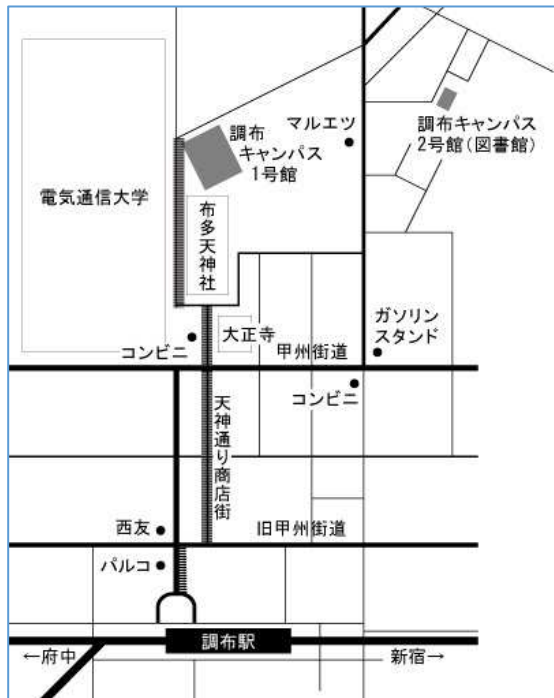 調布
キャンパス
1号館
マルエツ
調布キャンパス
2号館(図書館)
電気通信大学
布多天神社
ガソリン
スタンド
大正寺
コンビニ
甲州街道
コンビニ
天神通り商店街
西友
旧甲州街道
パルコ
調布駅
←府中
新宿→